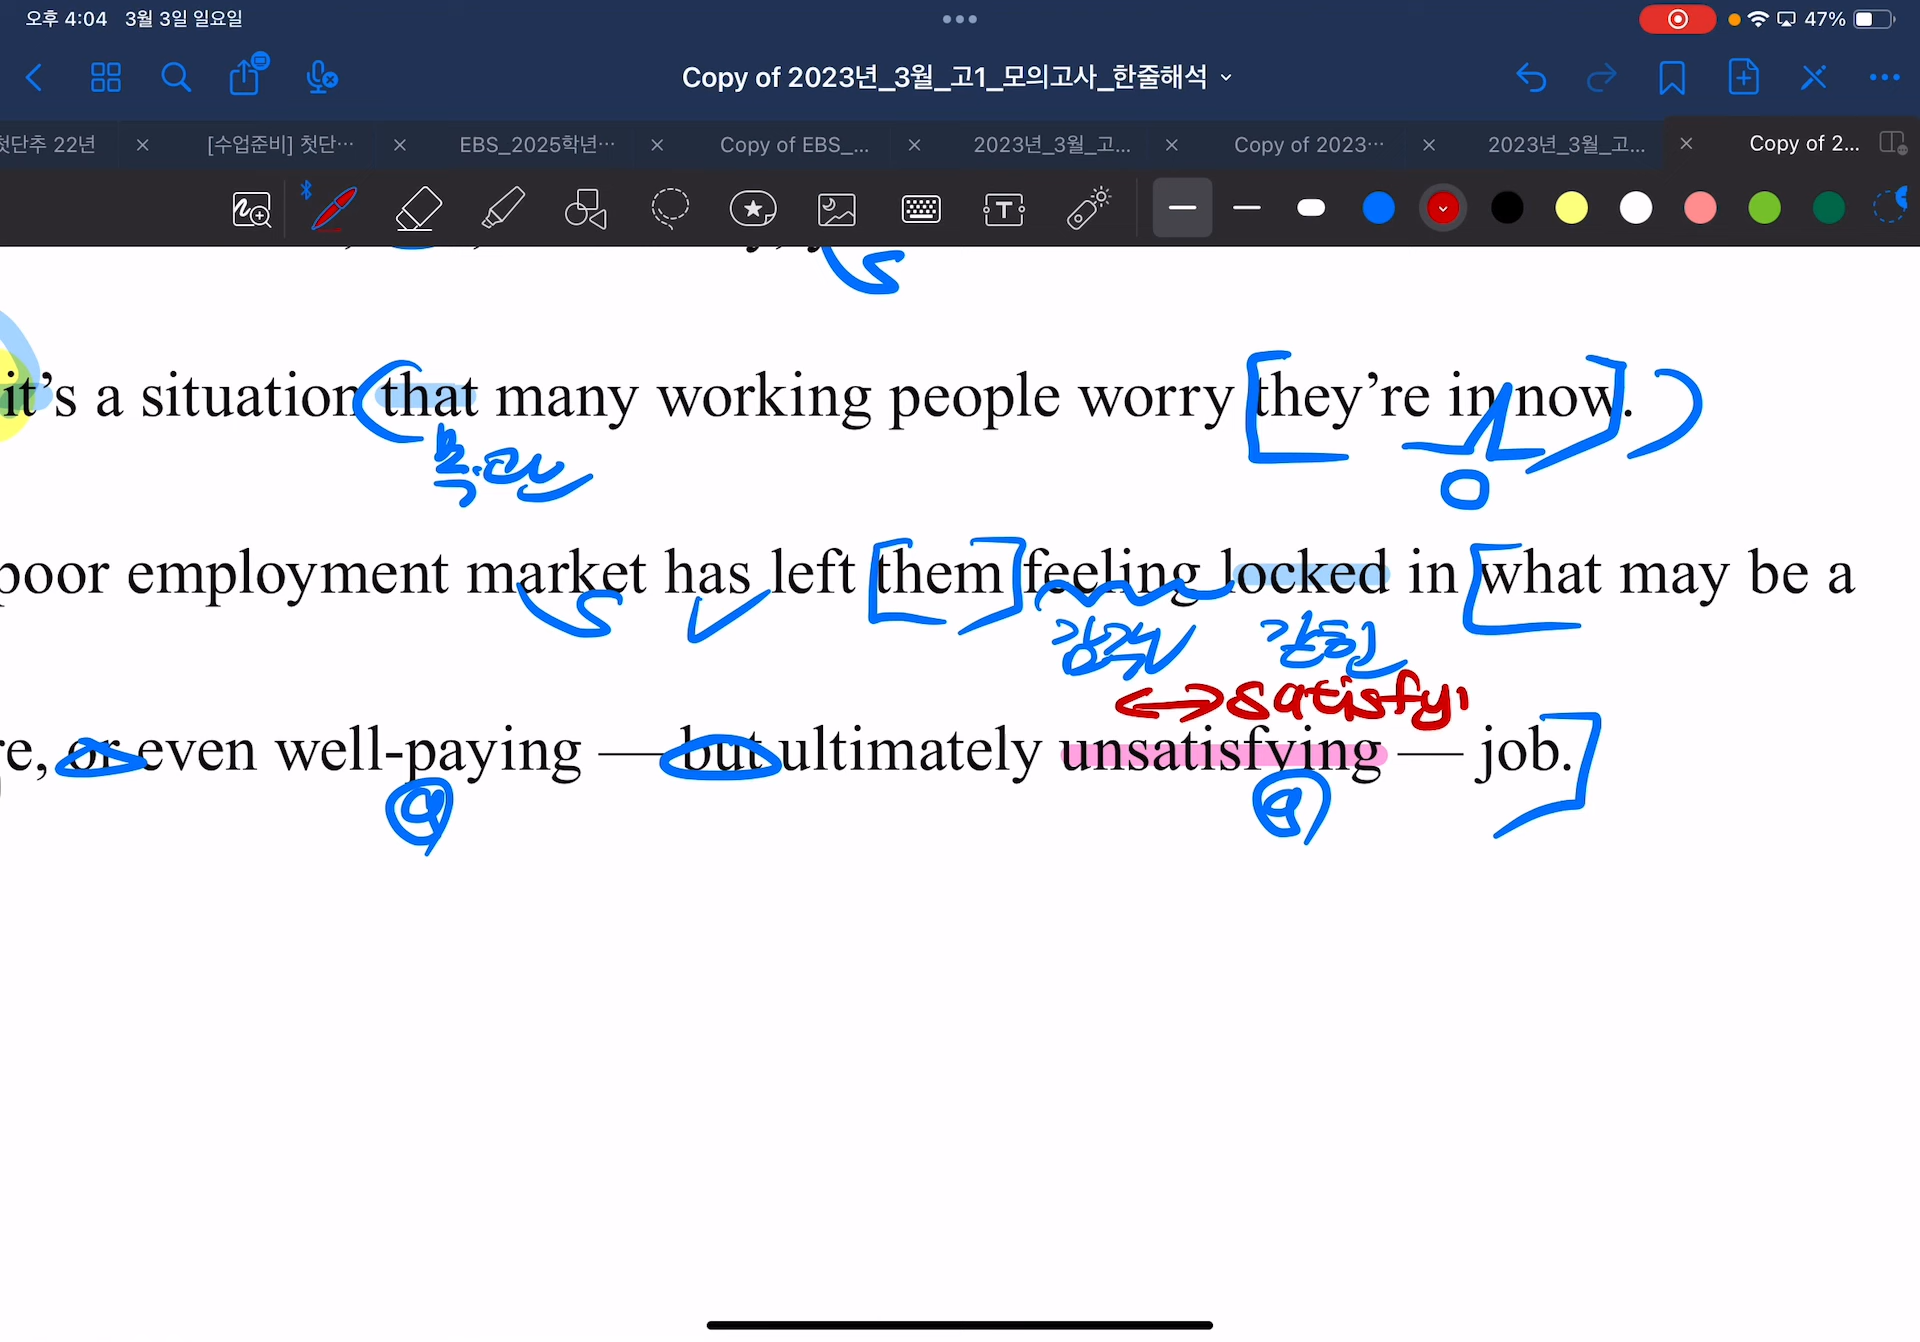 오후 4:04 3월 3일 일요일
47%
Copy of 2023년_3월_고1_모의고사_한줄해석
첫단추 22년
[수업준비] 첫단…
EBS_2025학년…
Copy of EBS_...
2023년_3월_고...
Copy of 2023…
2023년_3월_고...
Copy of 2...
it’s a situation that many working people worry they’re in now.
목.관
poor employment market has left them feeling locked in what may be a
갇힌
↔satisfyi
re, or even well-paying — but ultimately unsatisfying — job.
a a